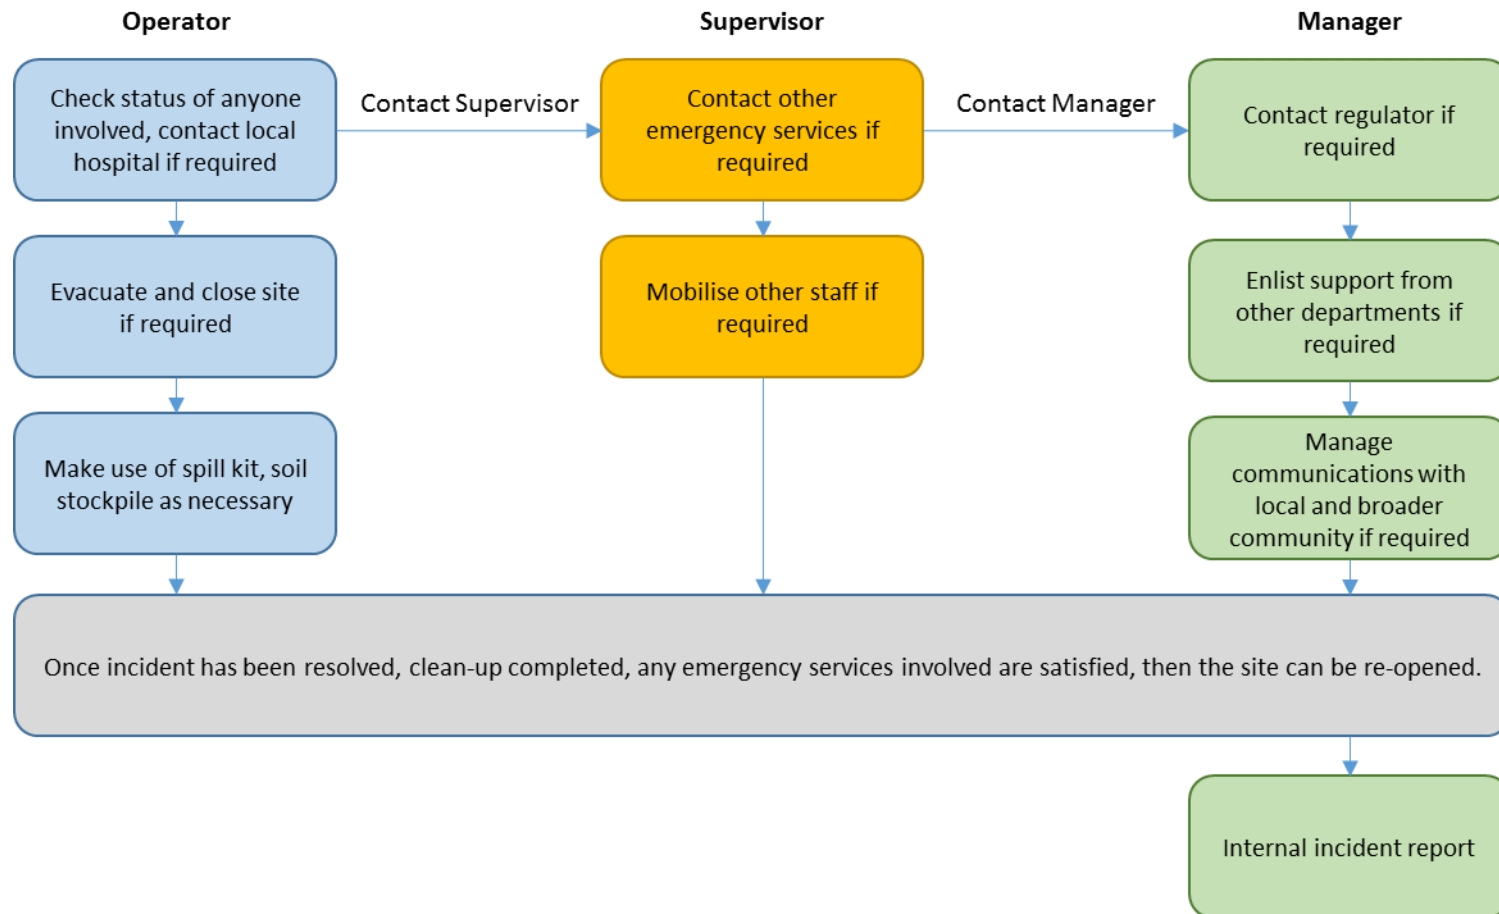 Operator
Supervisor
Manager
Check status of anyone
involved, contact local
hospital if required
Contact Supervisor
Contact other
emergency services if
required
Contact Manager
Contact regulator if
required
Evacuate and close site
if required
Mobilise other staff if
required
Enlist support from
other departments if
required
Make use of spill kit, soil
stockpile as necessary
Manage
communications with
local and broader
community if required
Once incident has been resolved, clean-up completed, any emergency services involved are satisfied, then the site can be re-opened.
Internal incident report